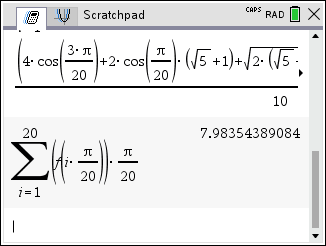 Scratchpad
CAPS RAD
(4·cos(3·π/20)+2·cos(π/20)·(√5+1)+√2·(√5-
10
20
∑ (f(i·π/20))·π/20 7.98354389084
i=1